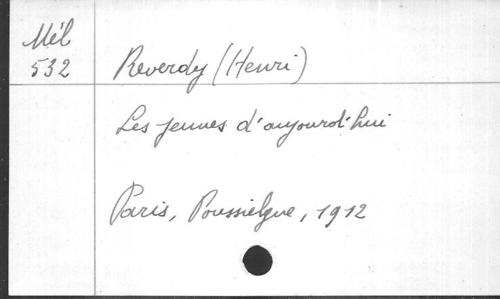 Mél
532
Reverdy (Henri)
Les jeunes d'aujourd'hui
Paris, Poussielgue, 1912